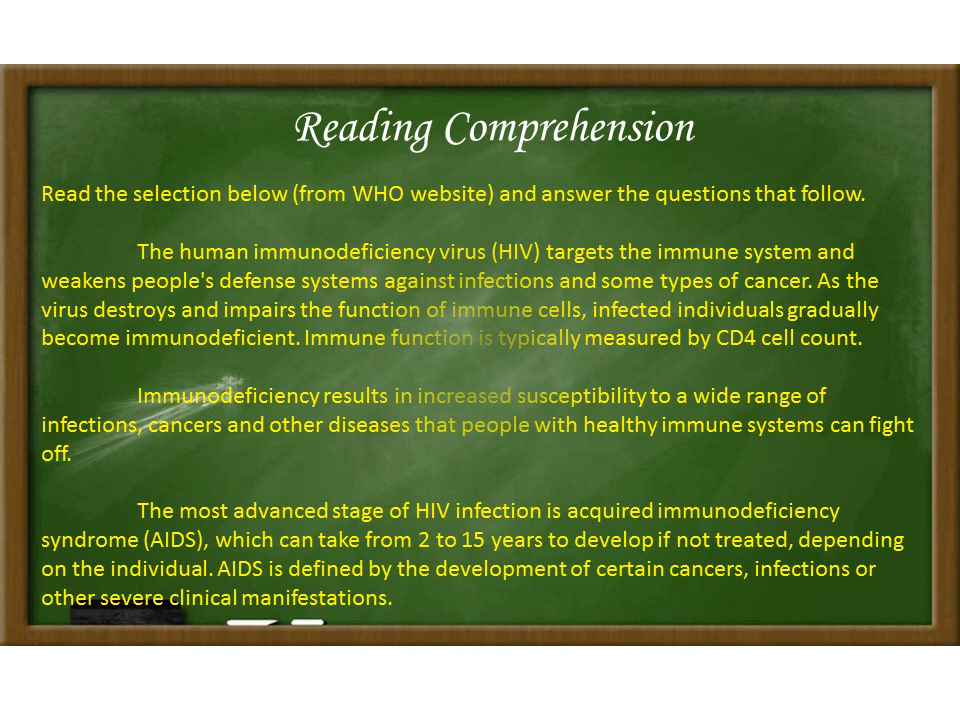 Reading Comprehension
Read the selection below (from WHO website) and answer the questions that follow.
The human immunodeficiency virus (HIV) targets the immune system and
weakens people's defense systems against infections and some types of cancer. As the
virus destroys and impairs the function of immune cells, infected individuals gradually
become immunodeficient. Immune function is typically measured by CD4 cell count.
Immunodeficiency results in increased susceptibility to a wide range of
infections, cancers and other diseases that people with healthy immune systems can fight
off.
The most advanced stage of HIV infection is acquired immunodeficiency
syndrome (AIDS), which can take from 2 to 15 years to develop if not treated, depending
on the individual. AIDS is defined by the development of certain cancers, infections or
other severe clinical manifestations.